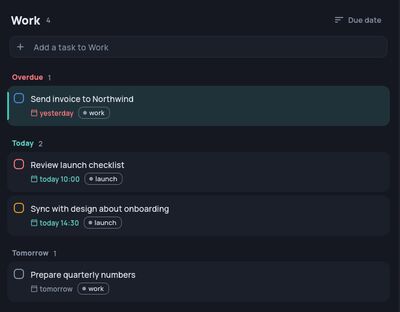 Work 4
Due date
Add a task to Work
Overdue 1
Send invoice to Northwind
yesterday work
Today 2
Review launch checklist
today 10:00 launch
Sync with design about onboarding
today 14:30 launch
Tomorrow 1
Prepare quarterly numbers
tomorrow work